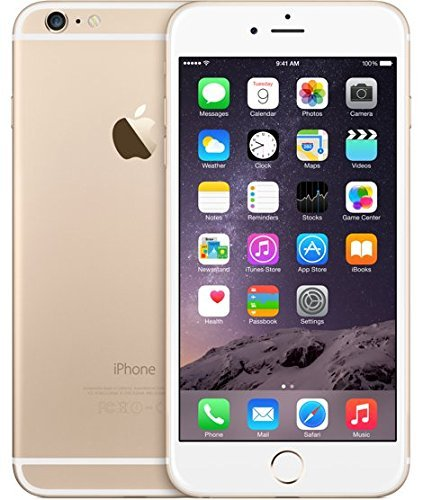 9:41 AM 100%
Tuesday
9
Messages Calendar Photos Camera
Weather Clock Maps Videos
Notes Reminders Stocks Game Center
Newsstand iTunes Store App Store iBooks
Health Passbook Settings
iPhone
Phone Mail Safari Music